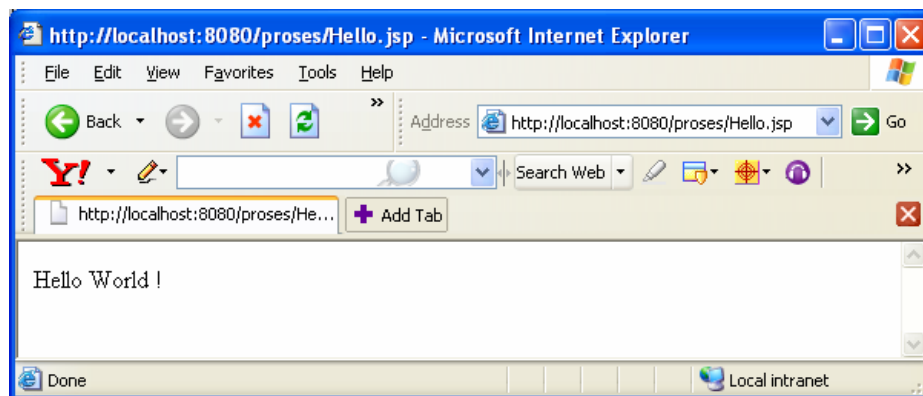 http://localhost:8080/proses/Hello.jsp - Microsoft Internet Explorer
File Edit View Favorites Tools Help
Back » Address http://localhost:8080/proses/Hello.jsp Go
Y! Search Web »
http://localhost:8080/proses/He... Add Tab
Hello World !
Done Local intranet